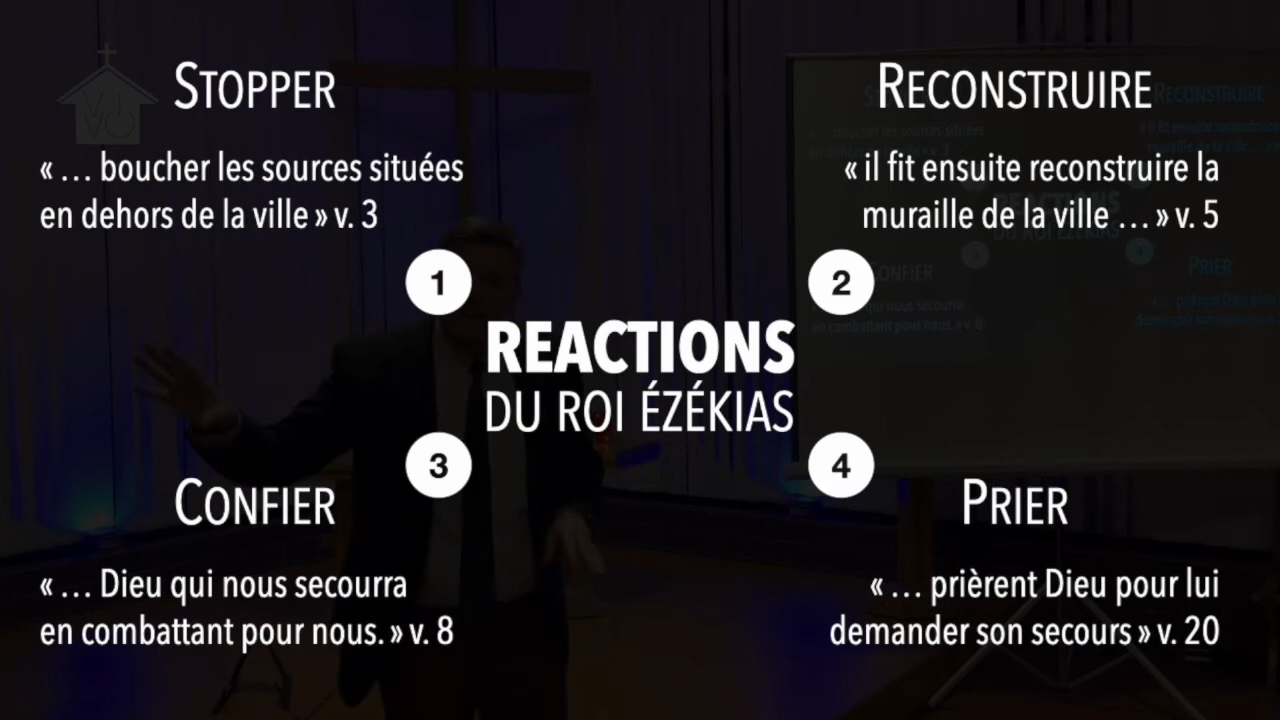 STOPPER
« … boucher les sources situées
en dehors de la ville » v. 3
RECONSTRUIRE
« il fit ensuite reconstruire la
muraille de la ville … » v. 5
1
2
REACTIONS
DU ROI ÉZÉKIAS
3
4
CONFIER
« … Dieu qui nous secourra
en combattant pour nous. » v. 8
PRIER
« … prièrent Dieu pour lui
demander son secours » v. 20